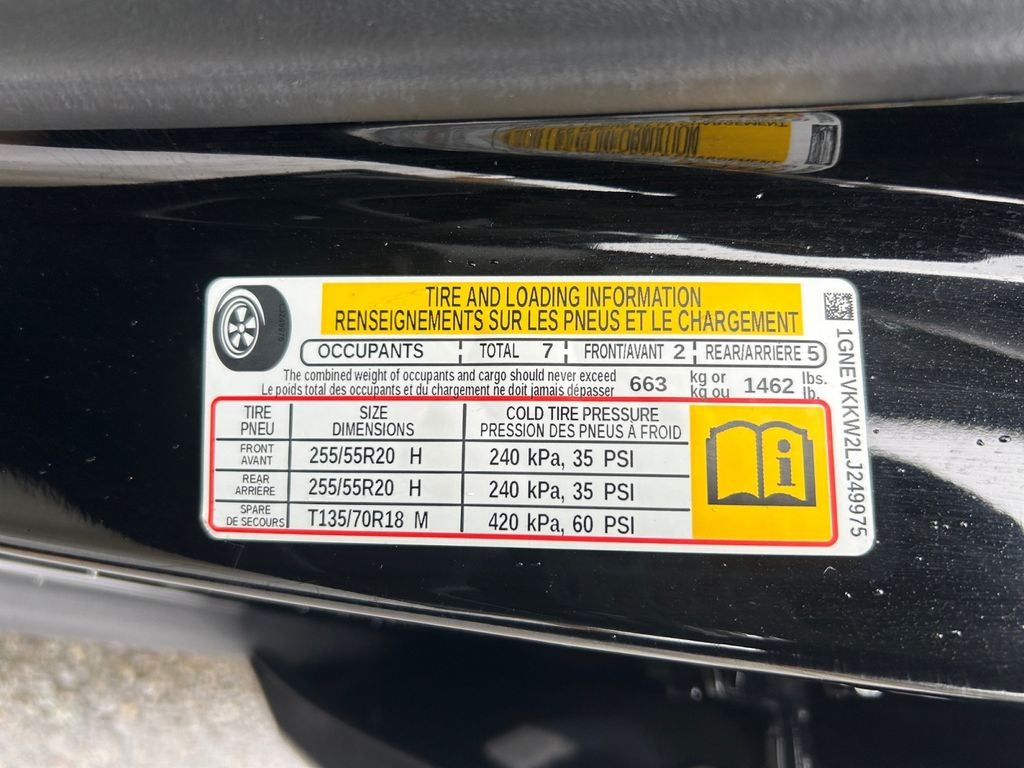 TIRE AND LOADING INFORMATION
RENSEIGNEMENTS SUR LES PNEUS ET LE CHARGEMENT
OCCUPANTS TOTAL 7 FRONT/AVANT 2 REAR/ARRIÈRE 5
The combined weight of occupants and cargo should never exceed 663 kg or 1462 lbs.
Le poids total des occupants et du chargement ne doit jamais dépasser kg ou lb.
TIRE PNEU SIZE DIMENSIONS COLD TIRE PRESSURE PRESSION DES PNEUS À FROID
FRONT AVANT 255/55R20 H 240 kPa, 35 PSI
REAR ARRIÈRE 255/55R20 H 240 kPa, 35 PSI
SPARE DE SECOURS T135/70R18 M 420 kPa, 60 PSI
1GNEVKKW2LJ249975